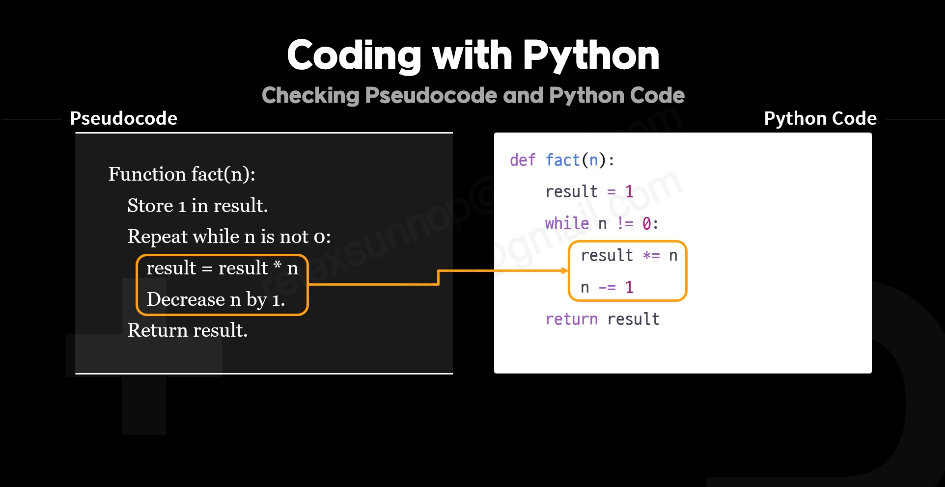 Coding with Python
Checking Pseudocode and Python Code
Pseudocode
Function fact(n):
Store 1 in result.
Repeat while n is not 0:
result = result * n
Decrease n by 1.
Return result.
Python Code
def fact(n):
result = 1
while n != 0:
result *= n
n -= 1
return result